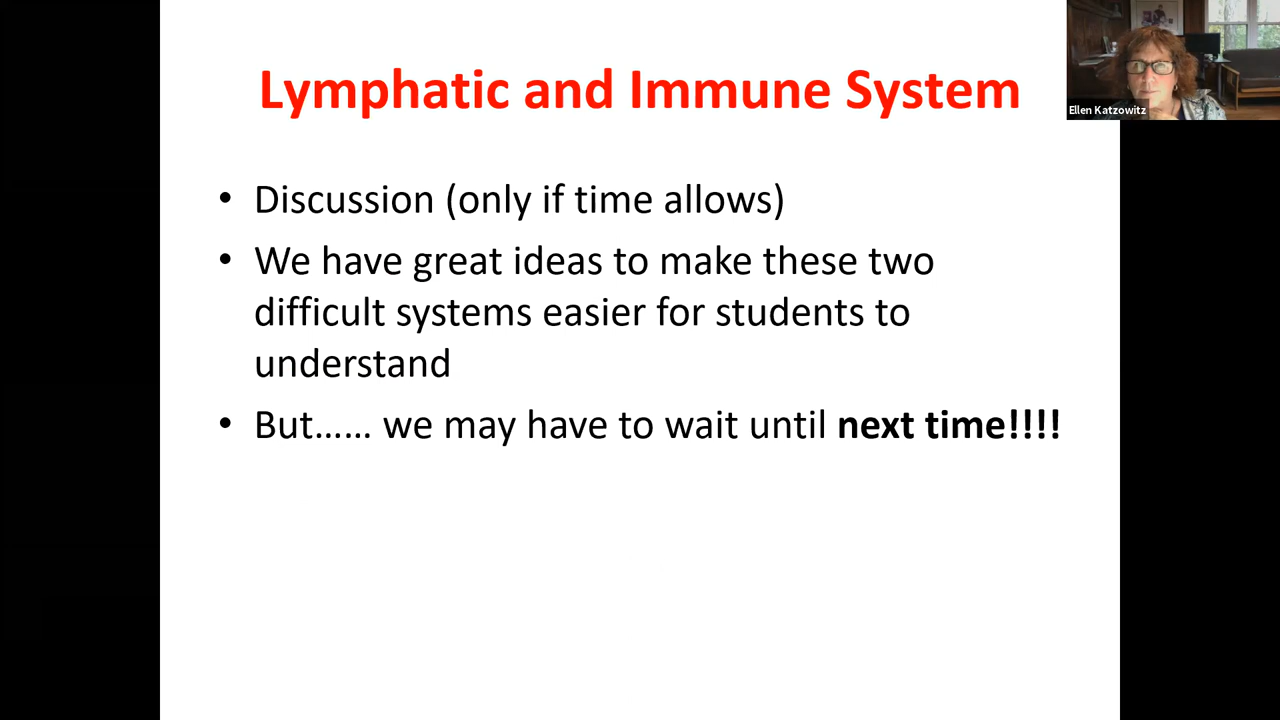 Lymphatic and Immune System
Ellen Katzowitz
• Discussion (only if time allows)
• We have great ideas to make these two
difficult systems easier for students to
understand
• But…… we may have to wait until next time!!!!